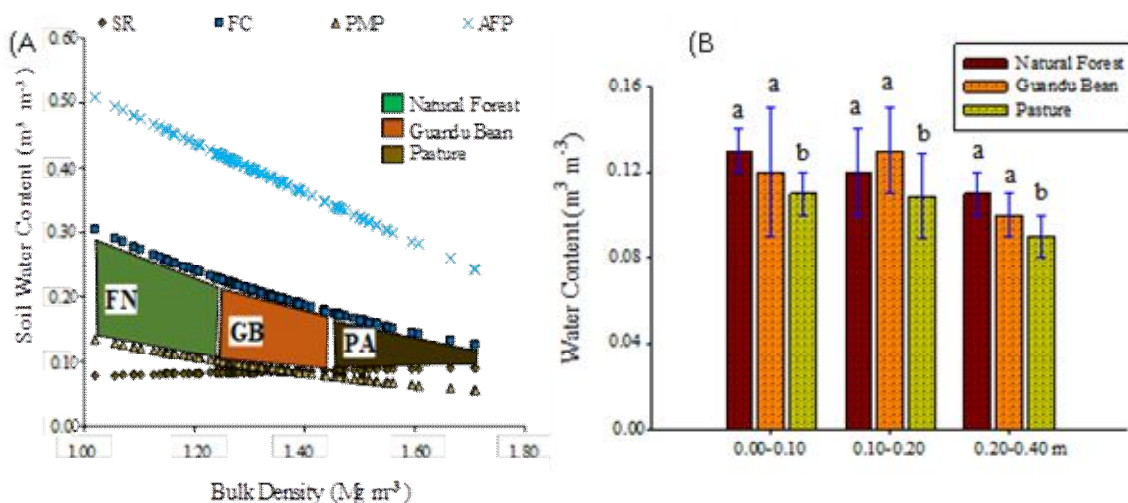 SR FC PMP AFP
(A
0.60
0.50
0.40
0.30
0.20
0.10
0.00
Soil Water Content (m³ m⁻³)
Natural Forest
Guandu Bean
Pasture
FN
GB
PA
1.00 1.20 1.40 1.60 1.80
Bulk Density (Mg m⁻³)
(B
Natural Forest
Guandu Bean
Pasture
0.16
0.12
0.08
0.04
0.00
Water Content (m³ m⁻³)
a a b
a a b
a a b
0.00-0.10 0.10-0.20 0.20-0.40 m